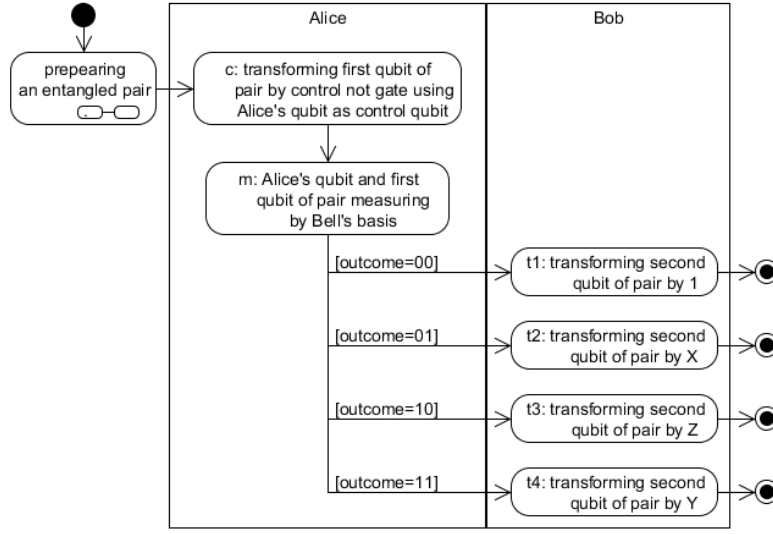 Alice
Bob
prepearing
an entangled pair
c: transforming first qubit of
pair by control not gate using
Alice's qubit as control qubit
m: Alice's qubit and first
qubit of pair measuring
by Bell's basis
[outcome=00]
t1: transforming second
qubit of pair by 1
[outcome=01]
t2: transforming second
qubit of pair by X
[outcome=10]
t3: transforming second
qubit of pair by Z
[outcome=11]
t4: transforming second
qubit of pair by Y